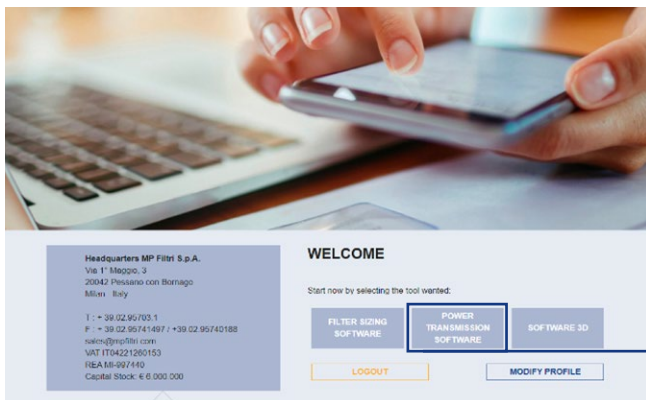 Headquarters MP Filtri S.p.A.
Via 1° Maggio, 3
20042 Pessano con Bornago
Milan Italy
T : + 39.02.95703.1
F : + 39.02.95741497 / +39.02.95740188
sales@mpfiltri.com
VAT IT04221260153
REA MI-997440
Capital Stock: € 6.000.000
WELCOME
Start now by selecting the tool wanted:
FILTER SIZING
SOFTWARE
POWER
TRANSMISSION
SOFTWARE
SOFTWARE 3D
LOGOUT
MODIFY PROFILE